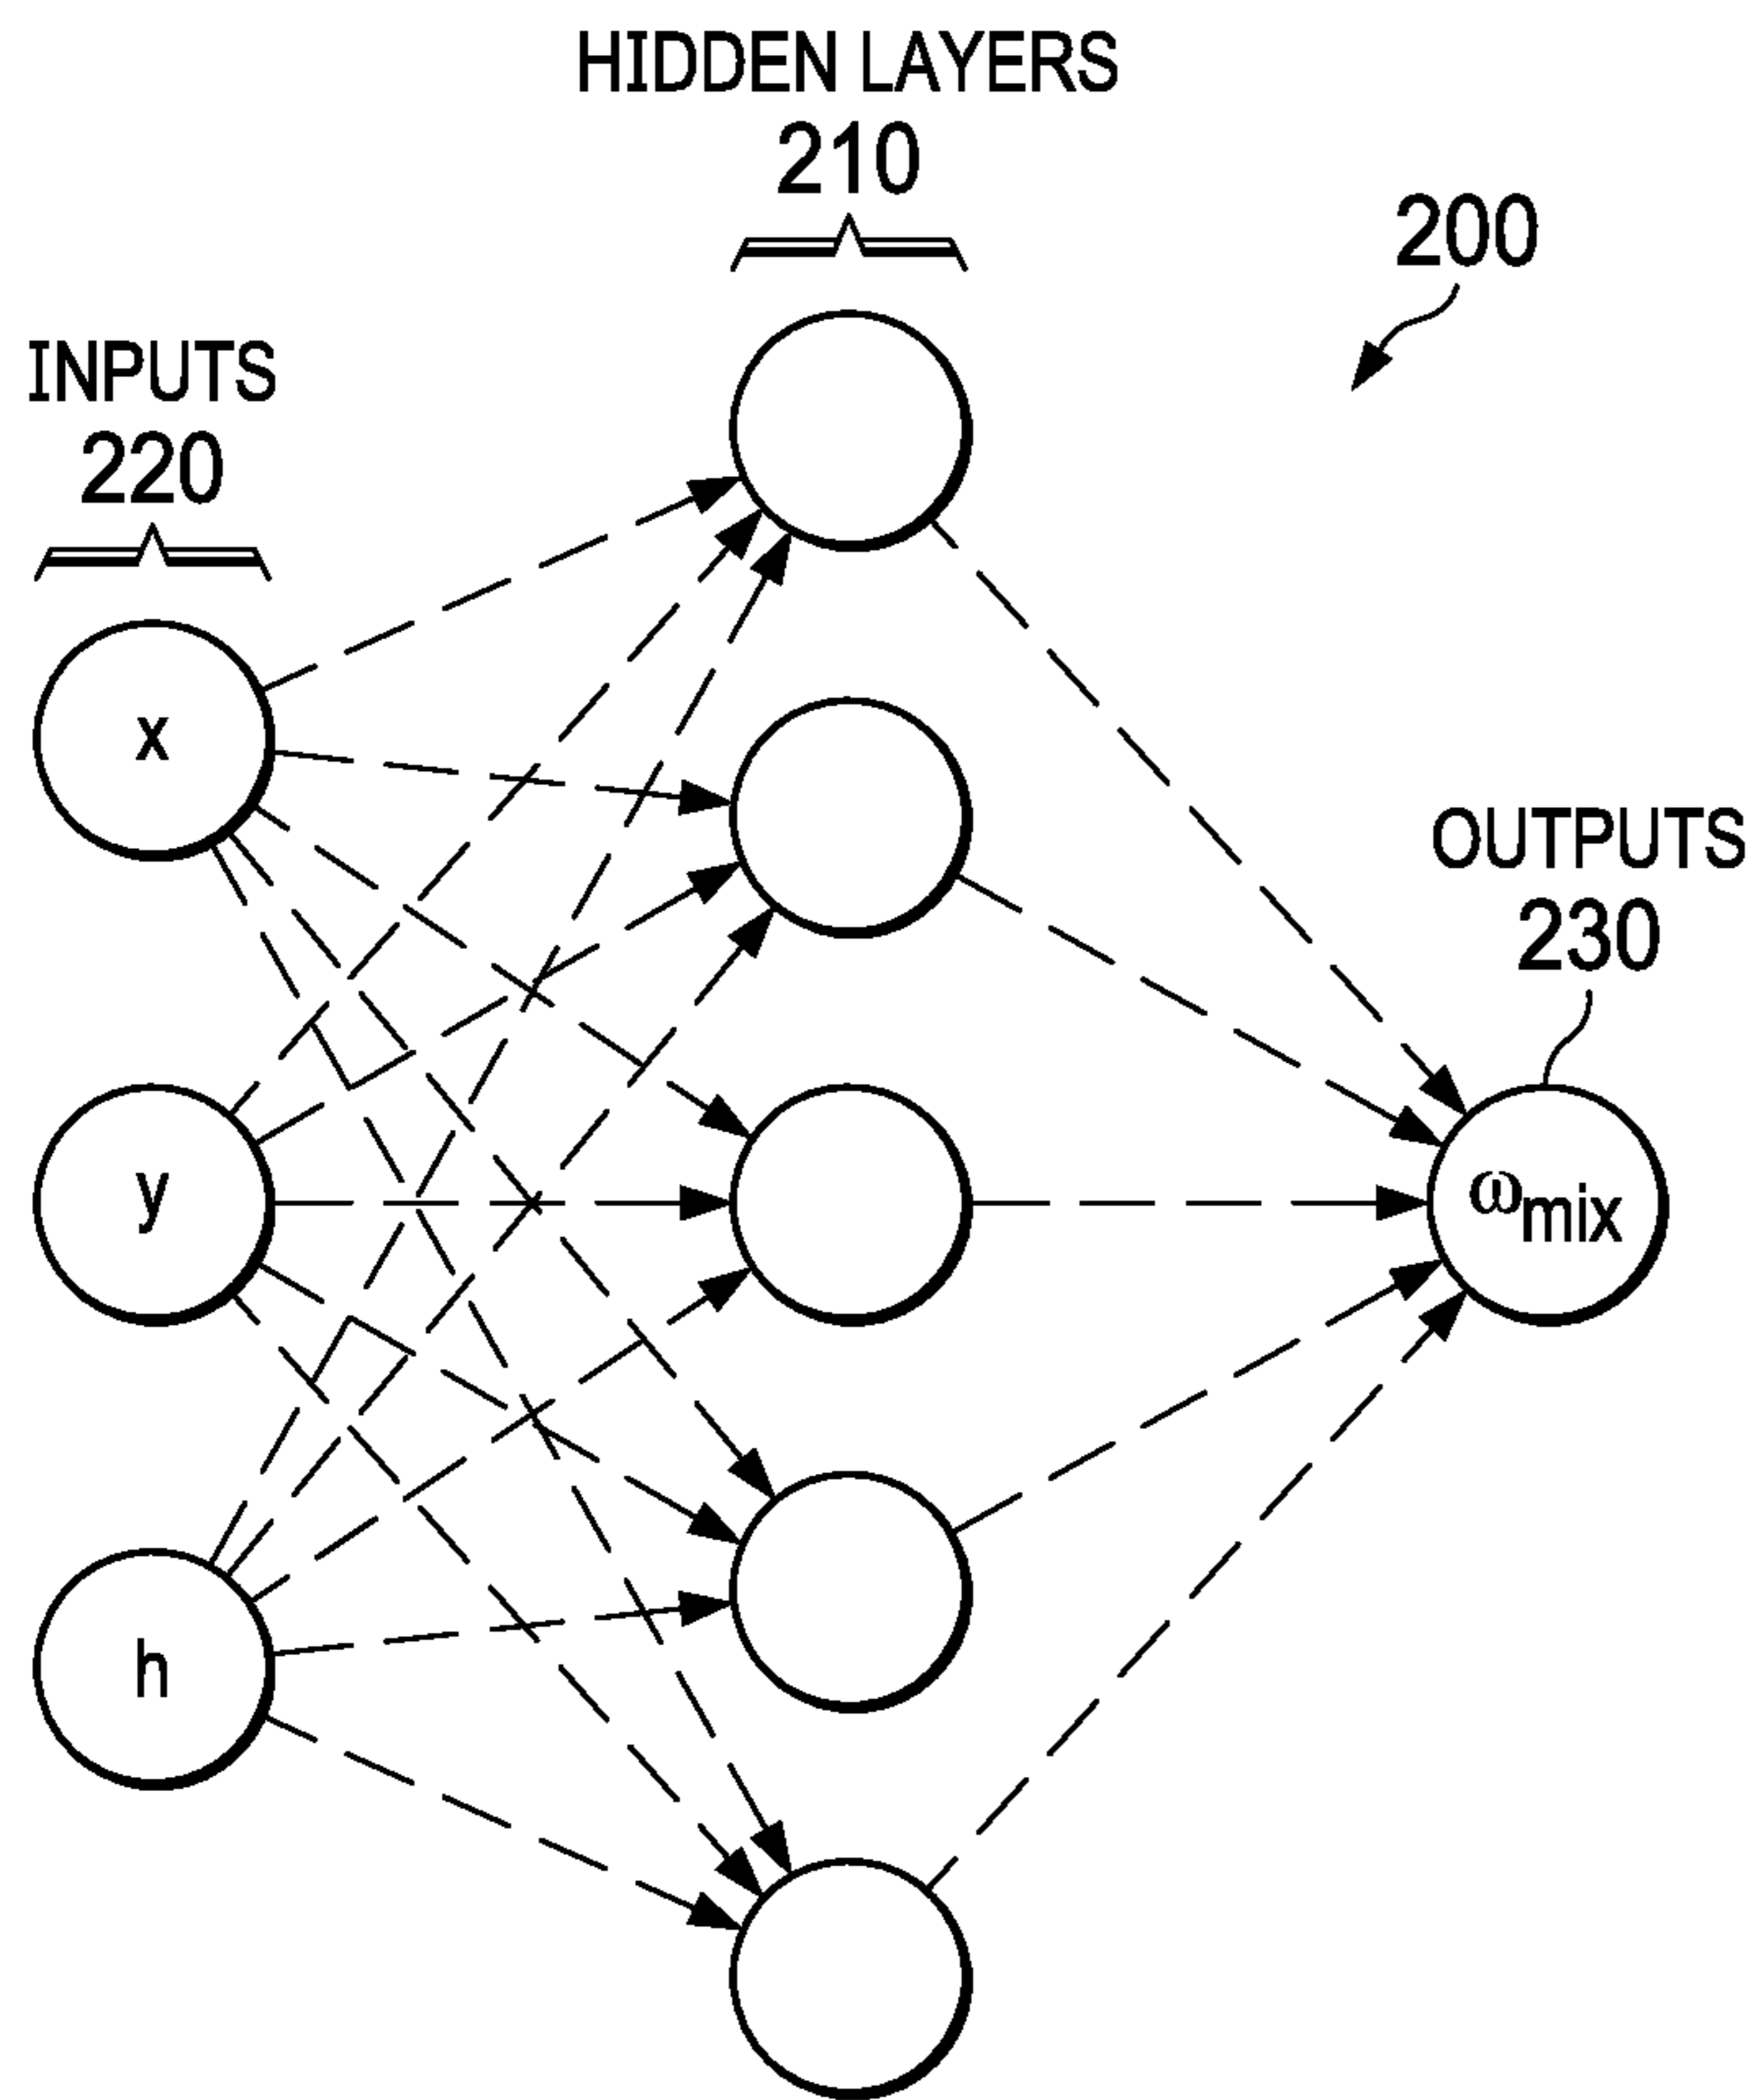 HIDDEN LAYERS
210
200
INPUTS
220
x
OUTPUTS
230
y
ωmix
h